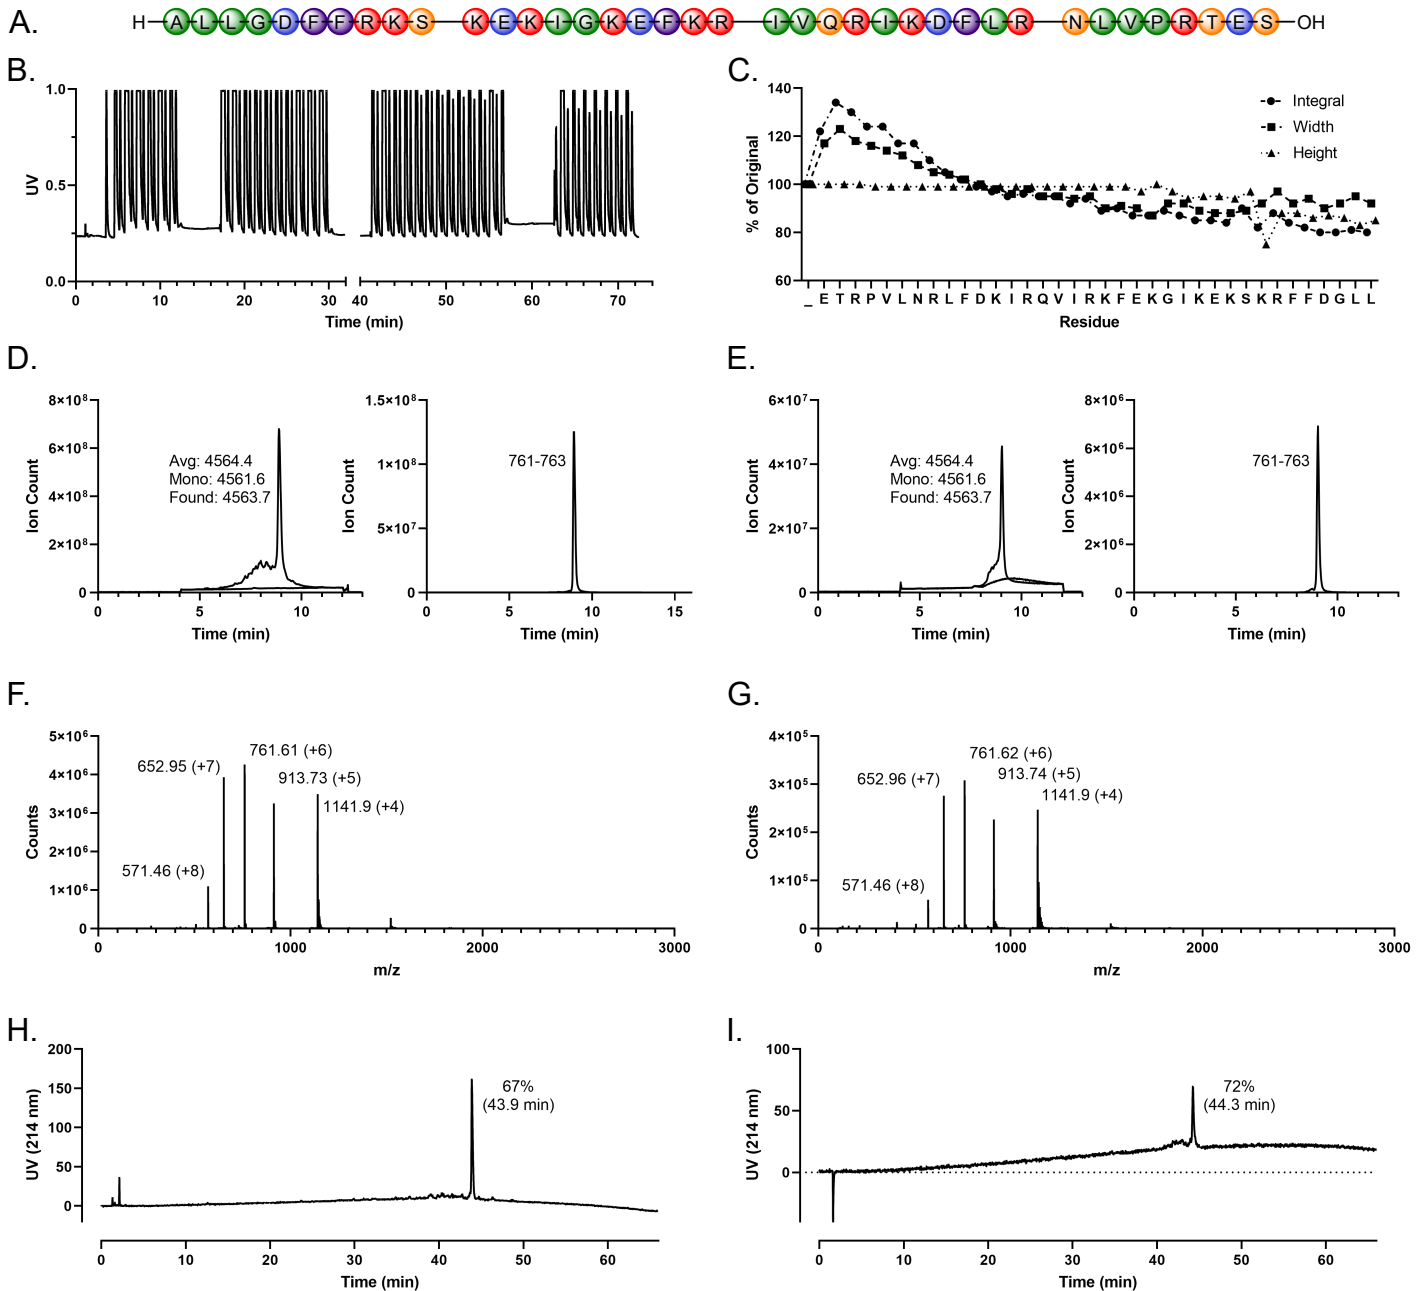 A.
H A L L G D F F R K S K E K I G K E F K R I V Q R I K D F L R N L V P R T E S OH
B.
1.0
0.5
0.0
UV
0 10 20 30 40 50 60 70
Time (min)
C.
140
120
100
80
60
% of Original
Integral
Width
Height
_ E T R P V L N R L F D K I R Q V I R K F E K G I K E K S K R F F D G L L
Residue
D.
8×10⁸
6×10⁸
4×10⁸
2×10⁸
0
Ion Count
Avg: 4564.4
Mono: 4561.6
Found: 4563.7
0 5 10
Time (min)
1.5×10⁸
1×10⁸
5×10⁷
0
Ion Count
761-763
0 5 10 15
Time (min)
E.
6×10⁷
4×10⁷
2×10⁷
0
Ion Count
Avg: 4564.4
Mono: 4561.6
Found: 4563.7
0 5 10
Time (min)
8×10⁶
6×10⁶
4×10⁶
2×10⁶
0
Ion Count
761-763
0 5 10
Time (min)
F.
5×10⁶
4×10⁶
3×10⁶
2×10⁶
1×10⁶
0
Counts
761.61 (+6)
652.95 (+7)
913.73 (+5)
1141.9 (+4)
571.46 (+8)
0 1000 2000 3000
m/z
G.
4×10⁵
3×10⁵
2×10⁵
1×10⁵
0
Counts
761.62 (+6)
652.96 (+7)
913.74 (+5)
1141.9 (+4)
571.46 (+8)
0 1000 2000 3000
m/z
H.
200
150
100
50
0
UV (214 nm)
67%
(43.9 min)
0 10 20 30 40 50 60
Time (min)
I.
100
50
0
UV (214 nm)
72%
(44.3 min)
0 10 20 30 40 50 60
Time (min)